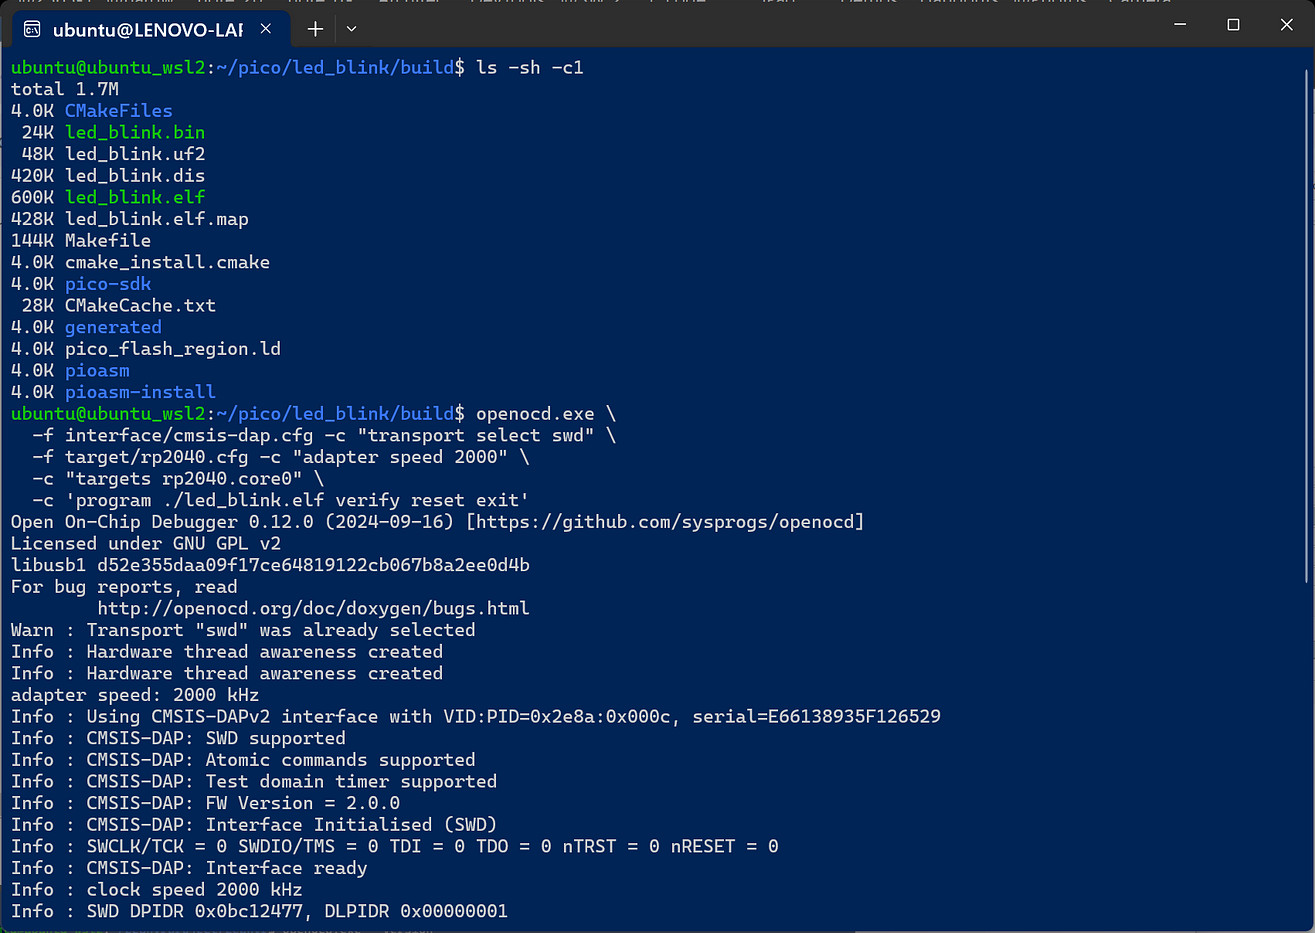 ubuntu@LENOVO-LAP
ubuntu@ubuntu_wsl2:~/pico/led_blink/build$ ls -sh -c1
total 1.7M
4.0K CMakeFiles
 24K led_blink.bin
 48K led_blink.uf2
420K led_blink.dis
600K led_blink.elf
428K led_blink.elf.map
144K Makefile
4.0K cmake_install.cmake
4.0K pico-sdk
 28K CMakeCache.txt
4.0K generated
4.0K pico_flash_region.ld
4.0K pioasm
4.0K pioasm-install
ubuntu@ubuntu_wsl2:~/pico/led_blink/build$ openocd.exe \
  -f interface/cmsis-dap.cfg -c "transport select swd" \
  -f target/rp2040.cfg -c "adapter speed 2000" \
  -c "targets rp2040.core0" \
  -c 'program ./led_blink.elf verify reset exit'
Open On-Chip Debugger 0.12.0 (2024-09-16) [https://github.com/sysprogs/openocd]
Licensed under GNU GPL v2
libusb1 d52e355daa09f17ce64819122cb067b8a2ee0d4b
For bug reports, read
        http://openocd.org/doc/doxygen/bugs.html
Warn : Transport "swd" was already selected
Info : Hardware thread awareness created
Info : Hardware thread awareness created
adapter speed: 2000 kHz
Info : Using CMSIS-DAPv2 interface with VID:PID=0x2e8a:0x000c, serial=E66138935F126529
Info : CMSIS-DAP: SWD supported
Info : CMSIS-DAP: Atomic commands supported
Info : CMSIS-DAP: Test domain timer supported
Info : CMSIS-DAP: FW Version = 2.0.0
Info : CMSIS-DAP: Interface Initialised (SWD)
Info : SWCLK/TCK = 0 SWDIO/TMS = 0 TDI = 0 TDO = 0 nTRST = 0 nRESET = 0
Info : CMSIS-DAP: Interface ready
Info : clock speed 2000 kHz
Info : SWD DPIDR 0x0bc12477, DLPIDR 0x00000001